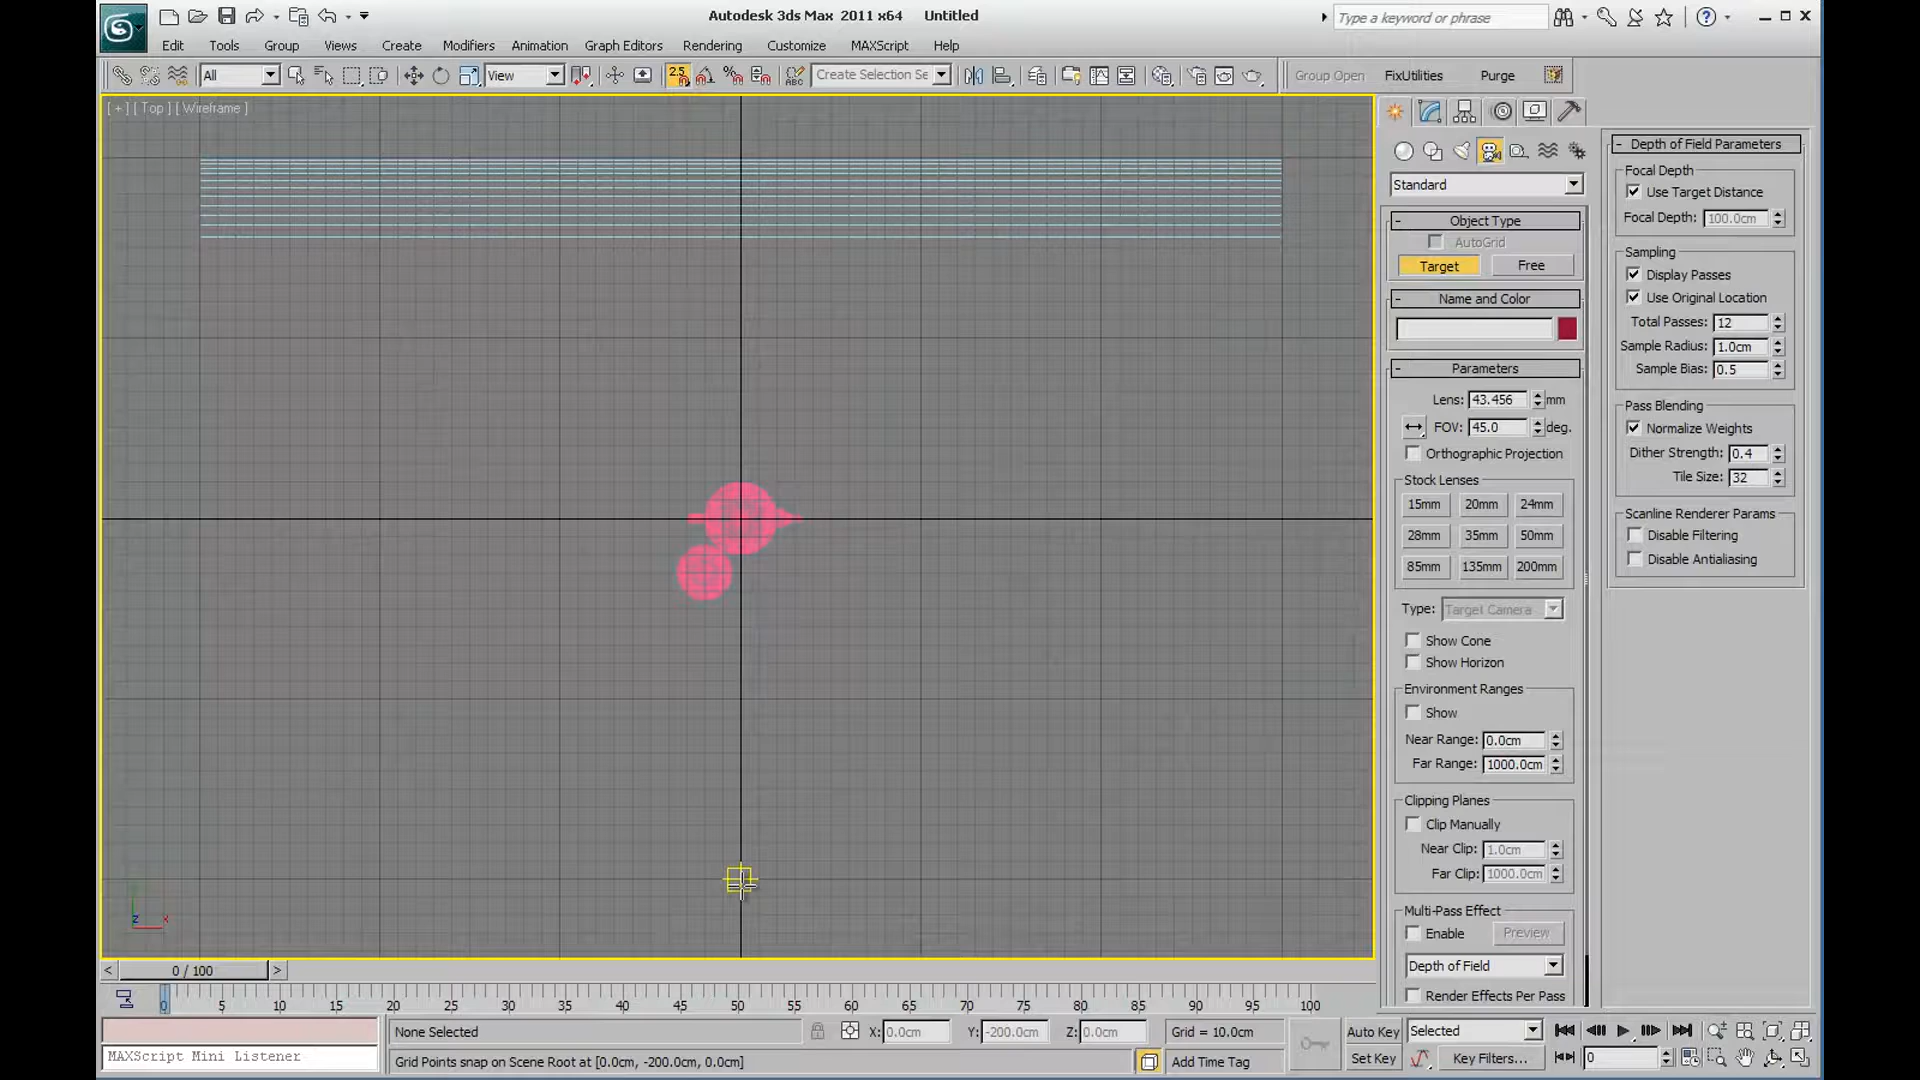 Autodesk 3ds Max 2011 x64 Untitled
Type a keyword or phrase
Edit Tools Group Views Create Modifiers Animation Graph Editors Rendering Customize MAXScript Help
All View 2.5 ABC Create Selection Se Group Open FixUtilities Purge
[ + ] [ Top ] [ Wireframe ]
Standard
- Object Type
AutoGrid
Target Free
- Name and Color
- Parameters
Lens: 43.456 mm
FOV: 45.0 deg.
Orthographic Projection
Stock Lenses
15mm 20mm 24mm
28mm 35mm 50mm
85mm 135mm 200mm
Type: Target Camera
Show Cone
Show Horizon
Environment Ranges
Show
Near Range: 0.0cm
Far Range: 1000.0cm
Clipping Planes
Clip Manually
Near Clip: 1.0cm
Far Clip: 1000.0cm
Multi-Pass Effect
Enable Preview
Depth of Field
Render Effects Per Pass
- Depth of Field Parameters
Focal Depth
Use Target Distance
Focal Depth: 100.0cm
Sampling
Display Passes
Use Original Location
Total Passes: 12
Sample Radius: 1.0cm
Sample Bias: 0.5
Pass Blending
Normalize Weights
Dither Strength: 0.4
Tile Size: 32
Scanline Renderer Params
Disable Filtering
Disable Antialiasing
z x
< 0 / 100 >
0 5 10 15 20 25 30 35 40 45 50 55 60 65 70 75 80 85 90 95 100
None Selected X: 0.0cm Y: -200.0cm Z: 0.0cm Grid = 10.0cm Auto Key Selected
MAXScript Mini Listener Grid Points snap on Scene Root at [0.0cm, -200.0cm, 0.0cm] Add Time Tag Set Key Key Filters... 0